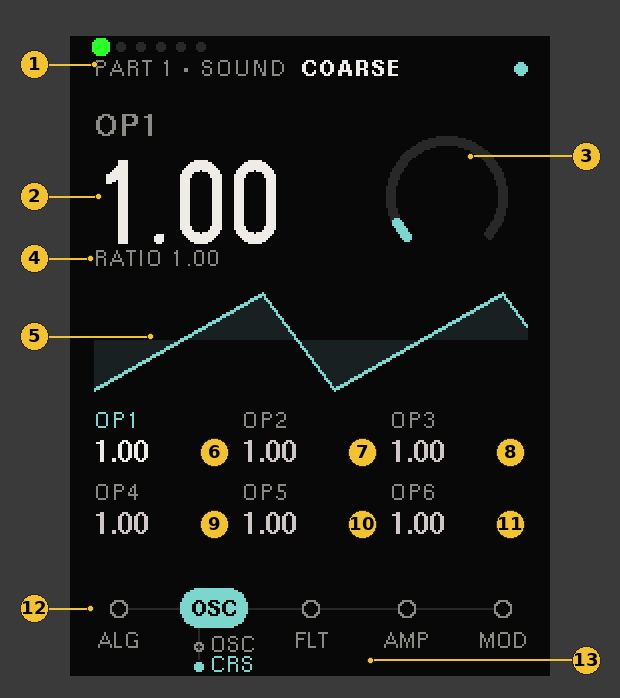 1 PART 1 · SOUND COARSE
OP1
3
2 1.00
4 RATIO 1.00
5
OP1 OP2 OP3
1.00 6 1.00 7 1.00 8
OP4 OP5 OP6
1.00 9 1.00 10 1.00 11
12 OSC
ALG OSC FLT AMP MOD
CRS 13